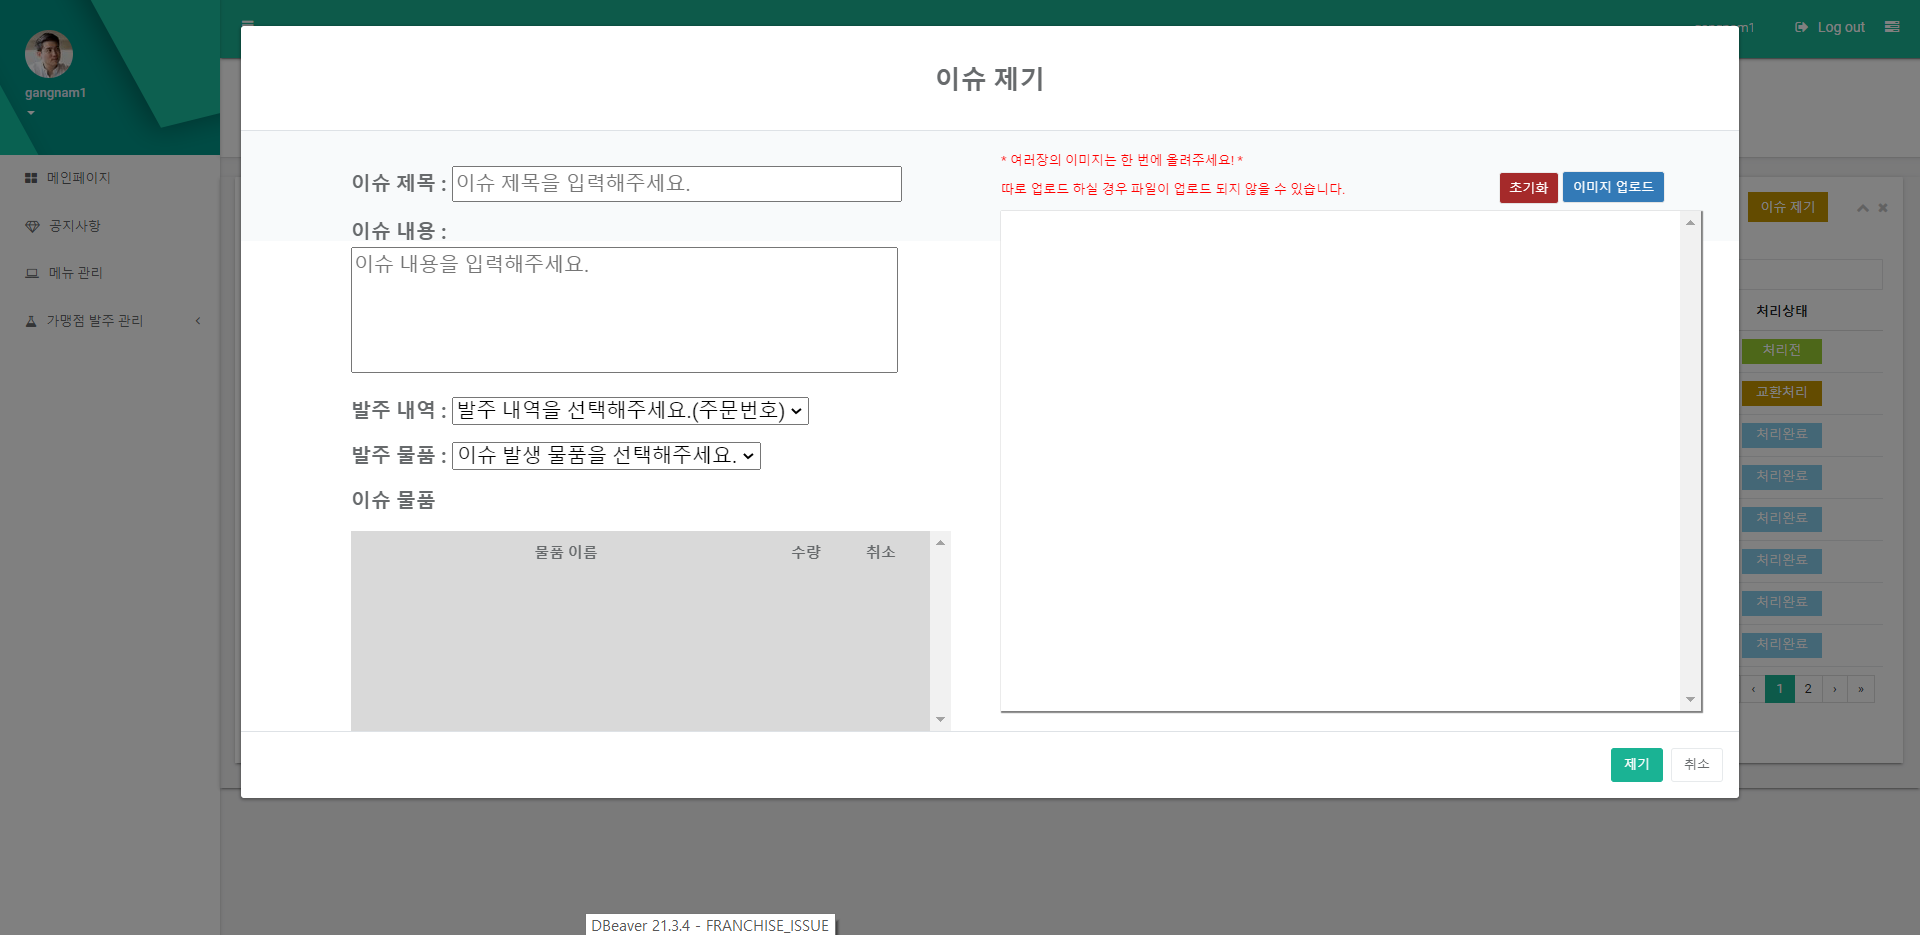 gangnam1
Log out
gangnam1
메인페이지
공지사항
메뉴 관리
가맹점 발주 관리
이슈 제기
* 여러장의 이미지는 한 번에 올려주세요! *
따로 업로드 하실 경우 파일이 업로드 되지 않을 수 있습니다.
초기화
이미지 업로드
이슈 제목 :
이슈 제목을 입력해주세요.
이슈 내용 :
이슈 내용을 입력해주세요.
발주 내역 :
발주 내역을 선택해주세요.(주문번호)
발주 물품 :
이슈 발생 물품을 선택해주세요.
이슈 물품
물품 이름 수량 취소
제기
취소
이슈 제기
처리상태
처리전
교환처리
처리완료
처리완료
처리완료
처리완료
처리완료
처리완료
‹ 1 2 › »
DBeaver 21.3.4 - FRANCHISE_ISSUE